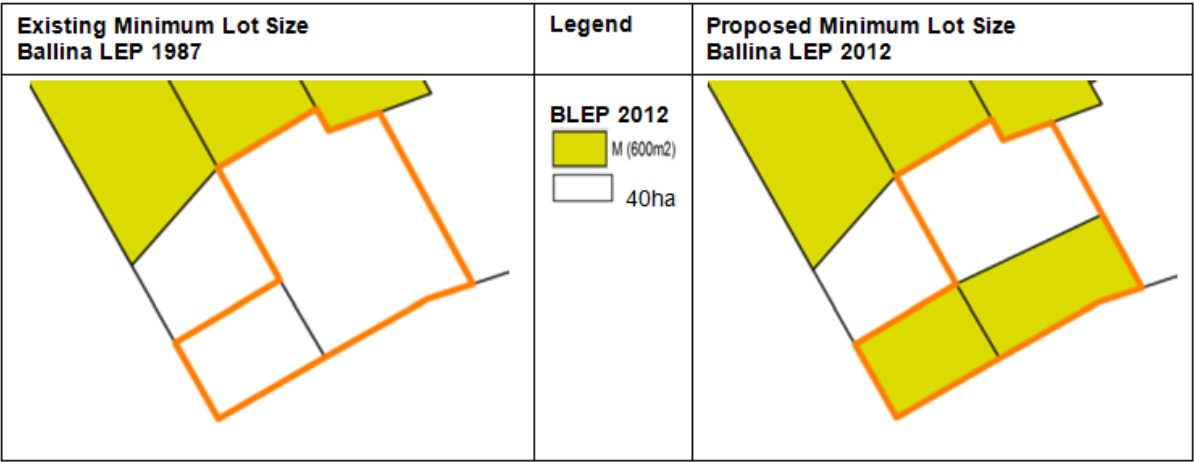 Existing Minimum Lot Size
Ballina LEP 1987
Legend
Proposed Minimum Lot Size
Ballina LEP 2012
BLEP 2012
M (600m2)
40ha